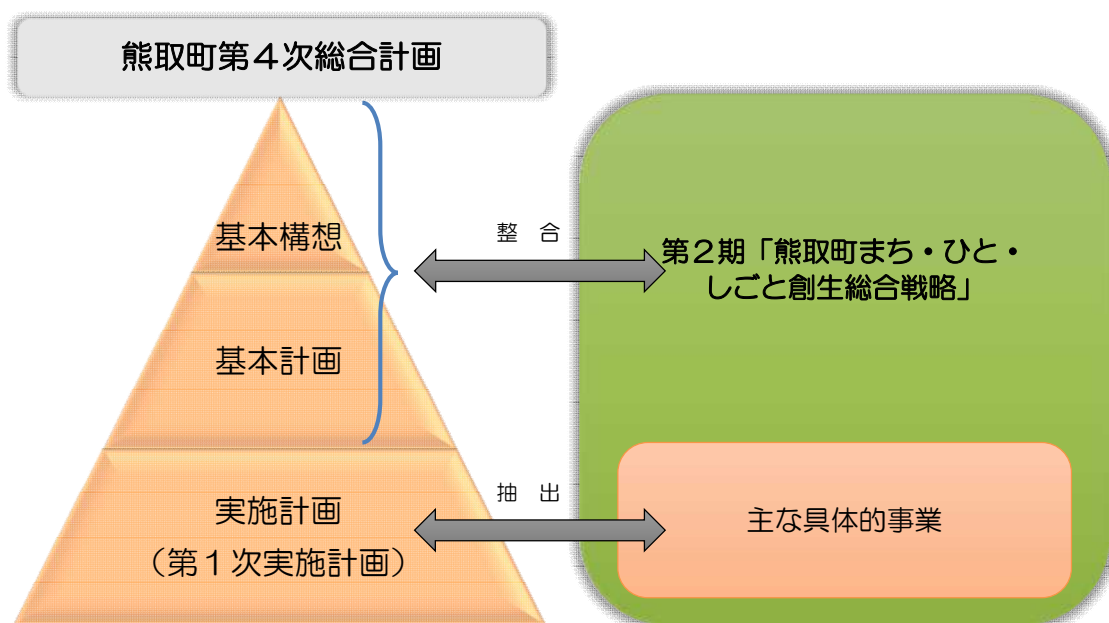 熊取町第４次総合計画
基本構想
基本計画
実施計画
（第１次実施計画）
整　合
抽　出
第２期「熊取町まち・ひと・
しごと創生総合戦略」
主な具体的事業